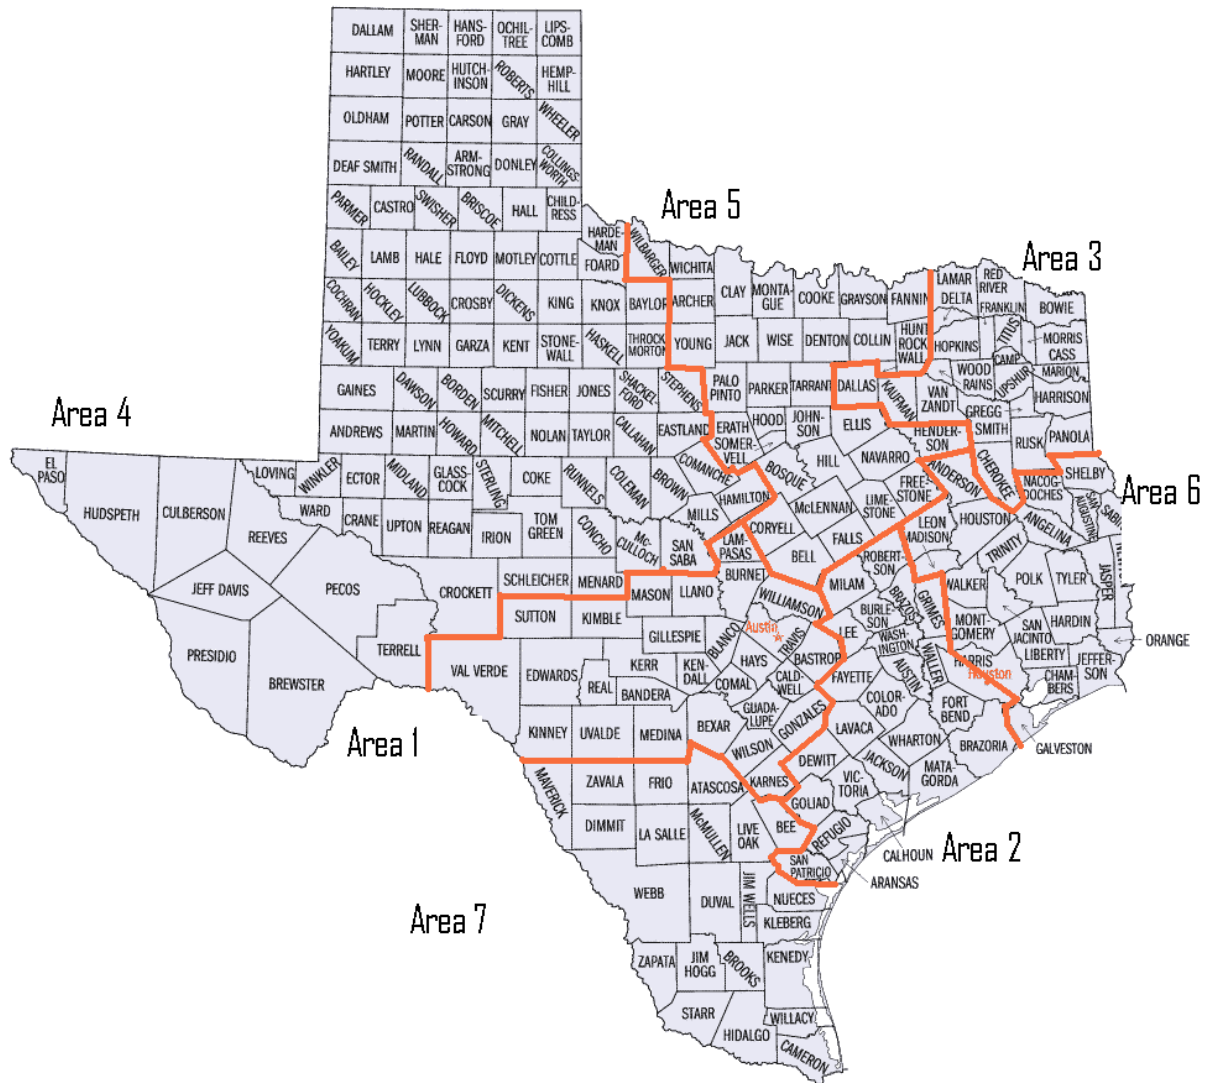 DALLAM
SHER-
MAN
HANS-
FORD
OCHIL-
TREE
LIPS-
COMB
HARTLEY
MOORE
HUTCH-
INSON
ROBERTS
HEMP-
HILL
OLDHAM
POTTER
CARSON
GRAY
WHEELER
DEAF SMITH
RANDALL
ARM-
STRONG
DONLEY
COLLINGS-
WORTH
PARMER
CASTRO
SWISHER
BRISCOE
HALL
CHILD-
RESS
Area 5
BAILEY
LAMB
HALE
FLOYD
MOTLEY
COTTLE
HARDE-
MAN
FOARD
WILBARGER
WICHITA
Area 3
COCHRAN
HOCKLEY
LUBBOCK
CROSBY
DICKENS
KING
KNOX
BAYLOR
ARCHER
CLAY
MONTA-
GUE
COOKE
GRAYSON
FANNIN
LAMAR
DELTA
RED
RIVER
FRANKLIN
BOWIE
YOAKUM
TERRY
LYNN
GARZA
KENT
STONE-
WALL
HASKELL
THROCK
MORTON
YOUNG
JACK
WISE
DENTON
COLLIN
HUNT
ROCK
WALL
HOPKINS
TITUS
CAMP
MORRIS
CASS
MARION
GAINES
DAWSON
BORDEN
SCURRY
FISHER
JONES
SHACKEL-
FORD
STEPHENS
PALO
PINTO
PARKER
TARRANT
DALLAS
KAUFMAN
VAN
ZANDT
WOOD
RAINS
UPSHUR
HARRISON
GREGG
SMITH
Area 4
ANDREWS
MARTIN
HOWARD
MITCHELL
NOLAN
TAYLOR
CALLAHAN
EASTLAND
ERATH
SOMER-
VELL
HOOD
JOHN-
SON
ELLIS
HENDER-
SON
RUSK
PANOLA
EL
PASO
HUDSPETH
CULBERSON
REEVES
LOVING
WINKLER
ECTOR
MIDLAND
GLASS-
COCK
STERLING
COKE
RUNNELS
COLEMAN
BROWN
COMANCHE
BOSQUE
HILL
NAVARRO
ANDERSON
CHEROKEE
NACOG-
DOCHES
SHELBY
Area 6
WARD
CRANE
UPTON
REAGAN
IRION
TOM
GREEN
CONCHO
MC-
CULLOCH
SAN
SABA
MILLS
HAMILTON
LAM-
PASAS
CORYELL
McLENNAN
LIME-
STONE
FREE-
STONE
FALLS
BELL
LEON
HOUSTON
ANGELINA
SAN
AUGUSTINE
MADISON
TRINITY
JEFF DAVIS
PECOS
CROCKETT
SCHLEICHER
MENARD
MASON
LLANO
BURNET
WILLIAMSON
MILAM
ROBERT-
SON
BRAZOS
GRIMES
WALKER
POLK
TYLER
JASPER
SUTTON
KIMBLE
GILLESPIE
BLANCO
Austin
TRAVIS
LEE
BURLE-
SON
WASH-
INGTON
MONT-
GOMERY
SAN
JACINTO
HARDIN
LIBERTY
ORANGE
PRESIDIO
BREWSTER
TERRELL
VAL VERDE
EDWARDS
REAL
KERR
BANDERA
KEN-
DALL
HAYS
COMAL
CALD-
WELL
BASTROP
FAYETTE
AUSTIN
WALLER
HARRIS
Houston
CHAM-
BERS
JEFFER-
SON
Area 1
KINNEY
UVALDE
MEDINA
BEXAR
GUADA-
LUPE
GONZALES
WILSON
LAVACA
COLOR-
ADO
FORT
BEND
WHARTON
BRAZORIA
GALVESTON
MAVERICK
ZAVALA
FRIO
ATASCOSA
KARNES
DEWITT
VIC-
TORIA
JACKSON
MATA-
GORDA
DIMMIT
LA SALLE
McMULLEN
LIVE
OAK
BEE
GOLIAD
REFUGIO
CALHOUN
Area 2
SAN
PATRICIO
ARANSAS
Area 7
WEBB
DUVAL
JIM WELLS
NUECES
KLEBERG
ZAPATA
JIM
HOGG
BROOKS
KENEDY
STARR
HIDALGO
WILLACY
CAMERON